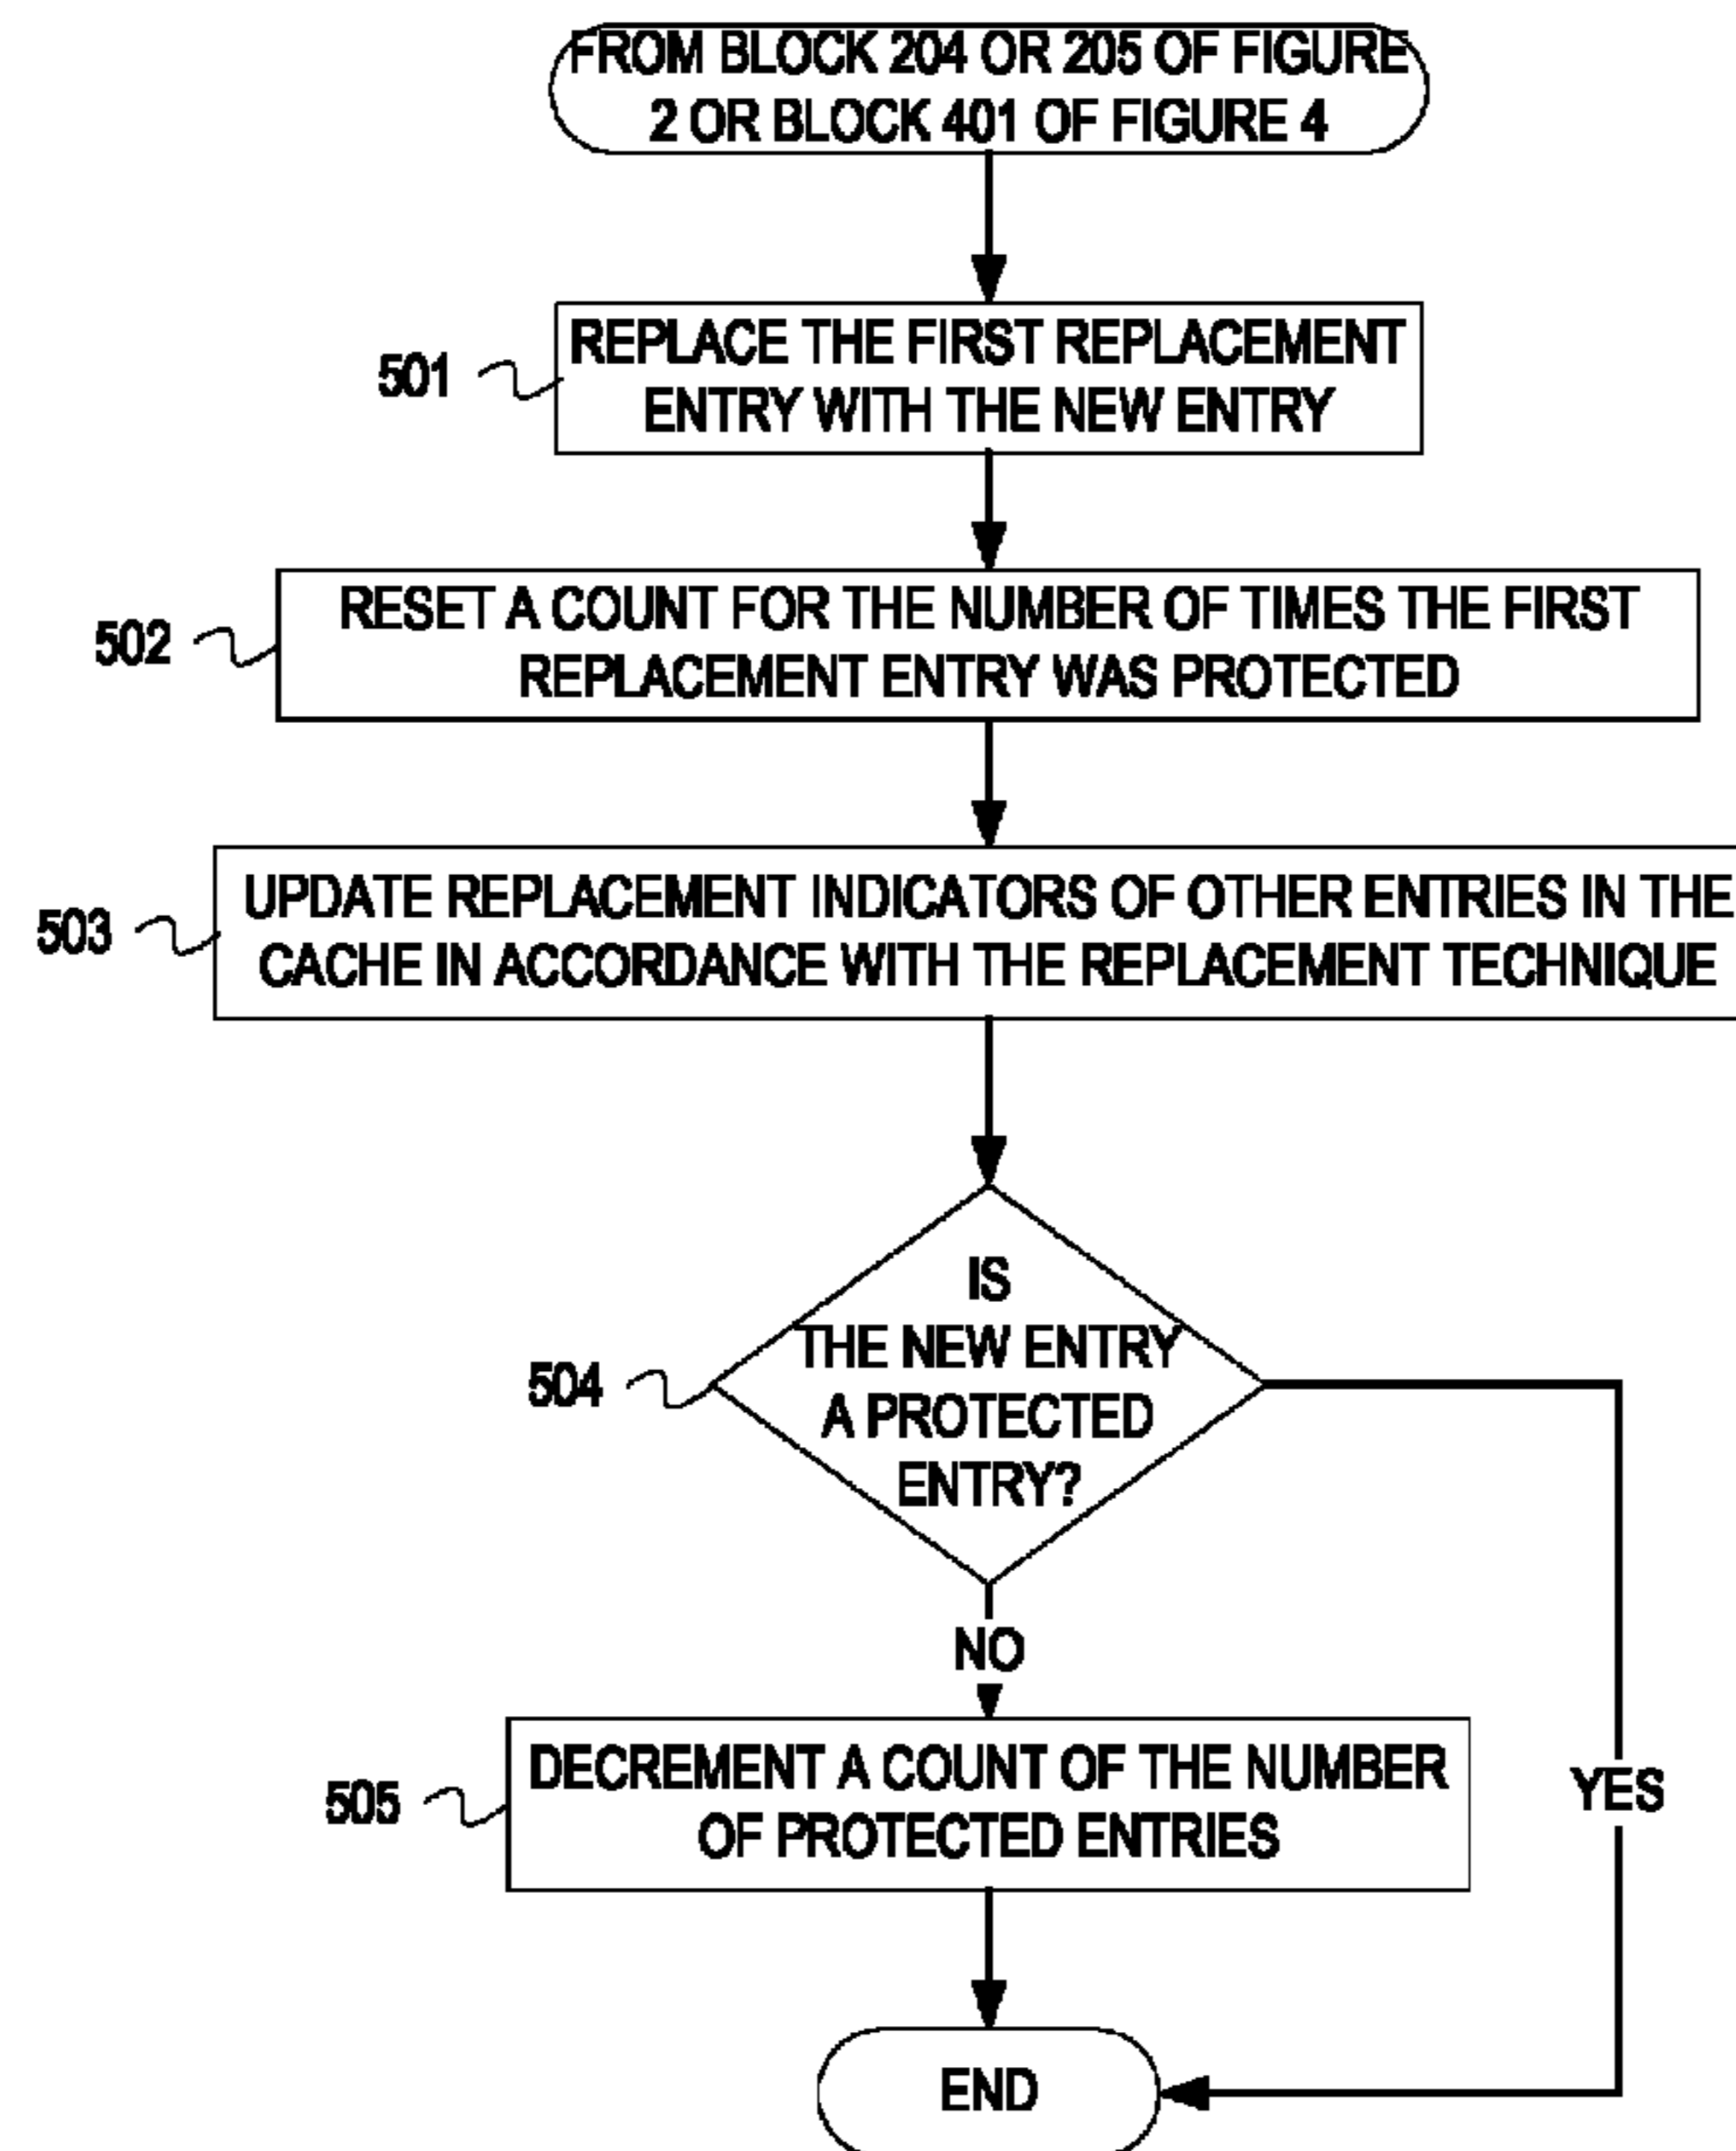 FROM BLOCK 204 OR 205 OF FIGURE
2 OR BLOCK 401 OF FIGURE 4
501
REPLACE THE FIRST REPLACEMENT
ENTRY WITH THE NEW ENTRY
502
RESET A COUNT FOR THE NUMBER OF TIMES THE FIRST
REPLACEMENT ENTRY WAS PROTECTED
503
UPDATE REPLACEMENT INDICATORS OF OTHER ENTRIES IN THE
CACHE IN ACCORDANCE WITH THE REPLACEMENT TECHNIQUE
504
IS
THE NEW ENTRY
A PROTECTED
ENTRY?
NO
505
DECREMENT A COUNT OF THE NUMBER
OF PROTECTED ENTRIES
YES
END